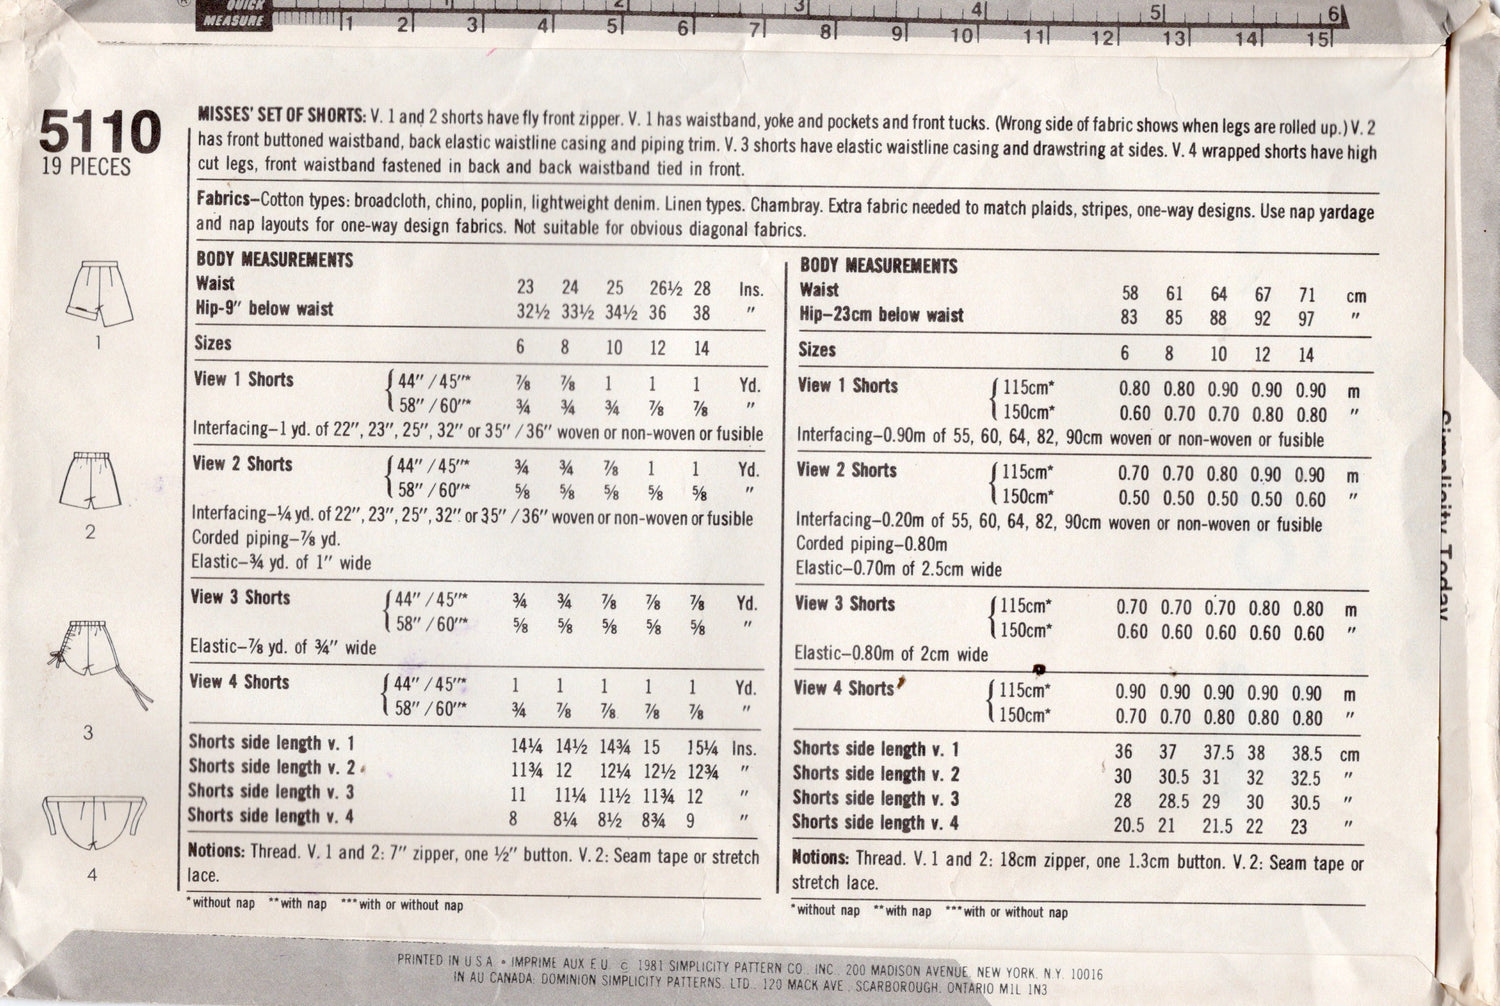 QUICK
MEASURE
1 2 3 4 5 6 7 8 9 10 11 12 13 14 15
2 3 4 5 6
5110
19 PIECES
MISSES' SET OF SHORTS: V. 1 and 2 shorts have fly front zipper. V. 1 has waistband, yoke and pockets and front tucks. (Wrong side of fabric shows when legs are rolled up.) V. 2
has front buttoned waistband, back elastic waistline casing and piping trim. V. 3 shorts have elastic waistline casing and drawstring at sides. V. 4 wrapped shorts have high
cut legs, front waistband fastened in back and back waistband tied in front.
Fabrics—Cotton types: broadcloth, chino, poplin, lightweight denim. Linen types. Chambray. Extra fabric needed to match plaids, stripes, one-way designs. Use nap yardage
and nap layouts for one-way design fabrics. Not suitable for obvious diagonal fabrics.
1
2
3
4
BODY MEASUREMENTS
Waist 23 24 25 26½ 28 Ins.
Hip-9" below waist 32½ 33½ 34½ 36 38 "
Sizes 6 8 10 12 14
View 1 Shorts { 44" / 45"* ⅞ ⅞ 1 1 1 Yd.
58" / 60"* ¾ ¾ ¾ ⅞ ⅞ "
Interfacing—1 yd. of 22", 23", 25", 32" or 35" / 36" woven or non-woven or fusible
View 2 Shorts { 44" / 45"* ¾ ¾ ⅞ 1 1 Yd.
58" / 60"* ⅝ ⅝ ⅝ ⅝ ⅝ "
Interfacing—¼ yd. of 22", 23", 25", 32" or 35" / 36" woven or non-woven or fusible
Corded piping—⅞ yd.
Elastic—¾ yd. of 1" wide
View 3 Shorts { 44" / 45"* ¾ ¾ ⅞ ⅞ ⅞ Yd.
58" / 60"* ⅝ ⅝ ⅝ ⅝ ⅝ "
Elastic—⅞ yd. of ¾" wide
View 4 Shorts { 44" / 45"* 1 1 1 1 1 Yd.
58" / 60"* ¾ ⅞ ⅞ ⅞ ⅞ "
Shorts side length v. 1 14¼ 14½ 14¾ 15 15¼ Ins.
Shorts side length v. 2 11¾ 12 12¼ 12½ 12¾ "
Shorts side length v. 3 11 11¼ 11½ 11¾ 12 "
Shorts side length v. 4 8 8¼ 8½ 8¾ 9 "
Notions: Thread. V. 1 and 2: 7" zipper, one ½" button. V. 2: Seam tape or stretch
lace.
*without nap **with nap ***with or without nap
BODY MEASUREMENTS
Waist 58 61 64 67 71 cm
Hip—23cm below waist 83 85 88 92 97 "
Sizes 6 8 10 12 14
View 1 Shorts { 115cm* 0.80 0.80 0.90 0.90 0.90 m
150cm* 0.60 0.70 0.70 0.80 0.80 "
Interfacing—0.90m of 55, 60, 64, 82, 90cm woven or non-woven or fusible
View 2 Shorts { 115cm* 0.70 0.70 0.80 0.90 0.90 m
150cm* 0.50 0.50 0.50 0.50 0.60 "
Interfacing—0.20m of 55, 60, 64, 82, 90cm woven or non-woven or fusible
Corded piping—0.80m
Elastic—0.70m of 2.5cm wide
View 3 Shorts { 115cm* 0.70 0.70 0.70 0.80 0.80 m
150cm* 0.60 0.60 0.60 0.60 0.60 "
Elastic—0.80m of 2cm wide
View 4 Shorts { 115cm* 0.90 0.90 0.90 0.90 0.90 m
150cm* 0.70 0.70 0.80 0.80 0.80 "
Shorts side length v. 1 36 37 37.5 38 38.5 cm
Shorts side length v. 2 30 30.5 31 32 32.5 "
Shorts side length v. 3 28 28.5 29 30 30.5 "
Shorts side length v. 4 20.5 21 21.5 22 23 "
Notions: Thread. V. 1 and 2: 18cm zipper, one 1.3cm button. V. 2: Seam tape or
stretch lace.
*without nap **with nap ***with or without nap
Simplicity Today
PRINTED IN U.S.A. • IMPRIME AUX E.U. © 1981 SIMPLICITY PATTERN CO., INC. 200 MADISON AVENUE, NEW YORK, N.Y. 10016
IN AU CANADA: DOMINION SIMPLICITY PATTERNS, LTD., 120 MACK AVE., SCARBOROUGH, ONTARIO M1L 1N3